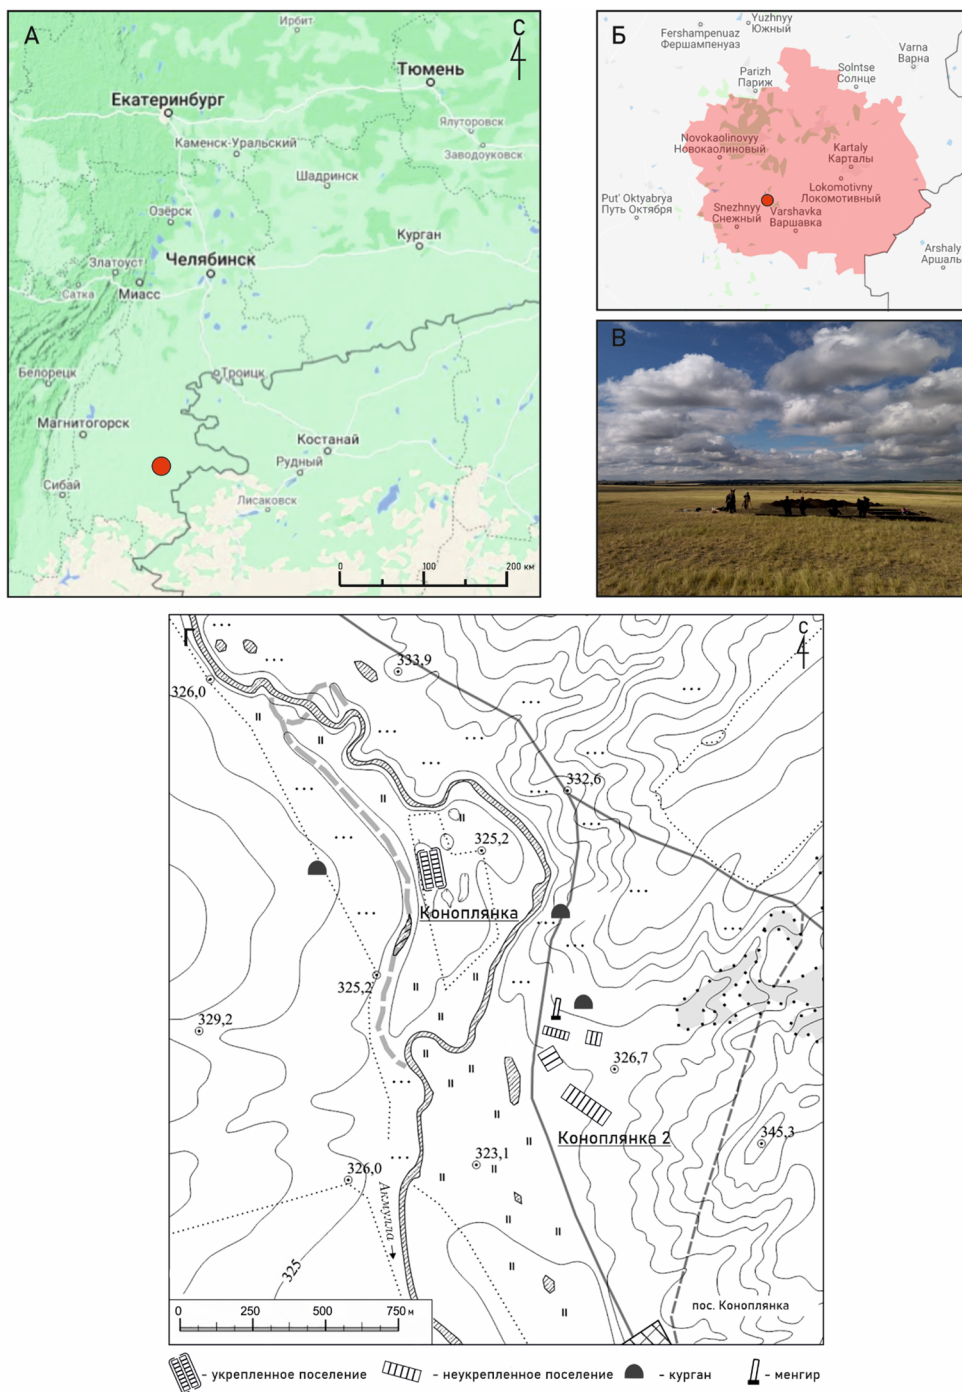 А
С
Ирбит
Тюмень
Екатеринбург
Ялуторовск
Каменск-Уральский
Заводоуковск
Шадринск
Озёрск
Курган
Челябинск
Златоуст
Сатка
Миасс
Белорецк
Троицк
Магнитогорск
Костанай
Рудный
Сибай
Лисаковск
0 100 200 км
Б
Yuzhnyy
Южный
Fershampenuaz
Фершампенуаз
Varna
Варна
Parizh
Париж
Solntse
Солнце
Novokaolinovyy
Новокаолиновый
Kartaly
Карталы
Lokomotivny
Локомотивный
Put' Oktyabrya
Путь Октября
Snezhnyy
Снежный
Varshavka
Варшавка
Arshaly
Аршалы
В
Г
С
333,9
326,0
332,6
325,2
Коноплянка
325,2
329,2
326,7
Коноплянка 2
345,3
323,1
326,0
Акмулла
325
пос. Коноплянка
0 250 500 750 м
- укрепленное поселение
- неукрепленное поселение
- курган
- менгир